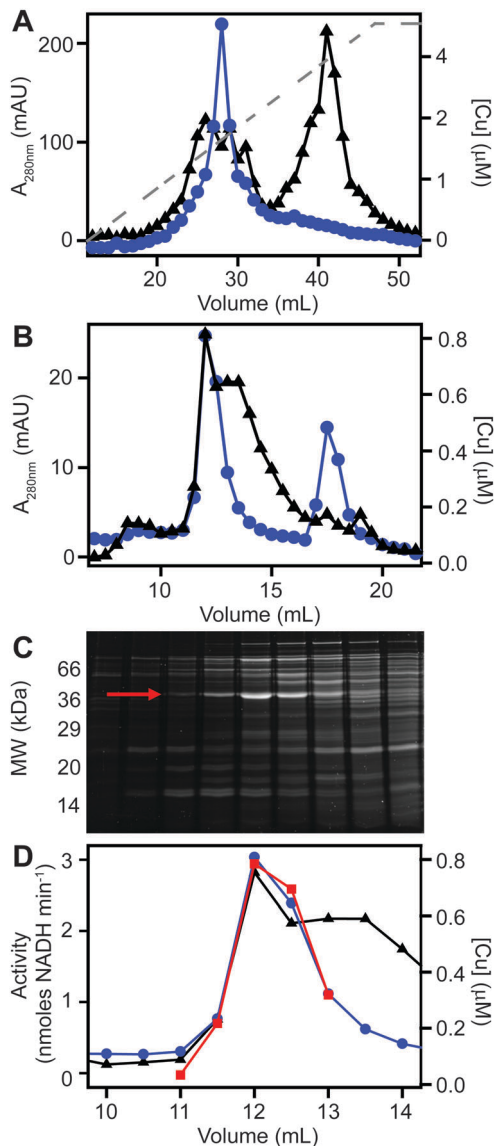 A
200
100
0
A280nm (mAU)
4
2
1
0
[Cu] (µM)
20 30 40 50
Volume (mL)
B
20
10
0
A280nm (mAU)
0.8
0.6
0.4
0.2
0.0
[Cu] (µM)
10 15 20
Volume (mL)
C
66
36
29
20
14
MW (kDa)
D
3
2
1
0
Activity
(nmoles NADH min⁻¹)
0.8
0.6
0.4
0.2
0.0
[Cu] (µM)
10 11 12 13 14
Volume (mL)